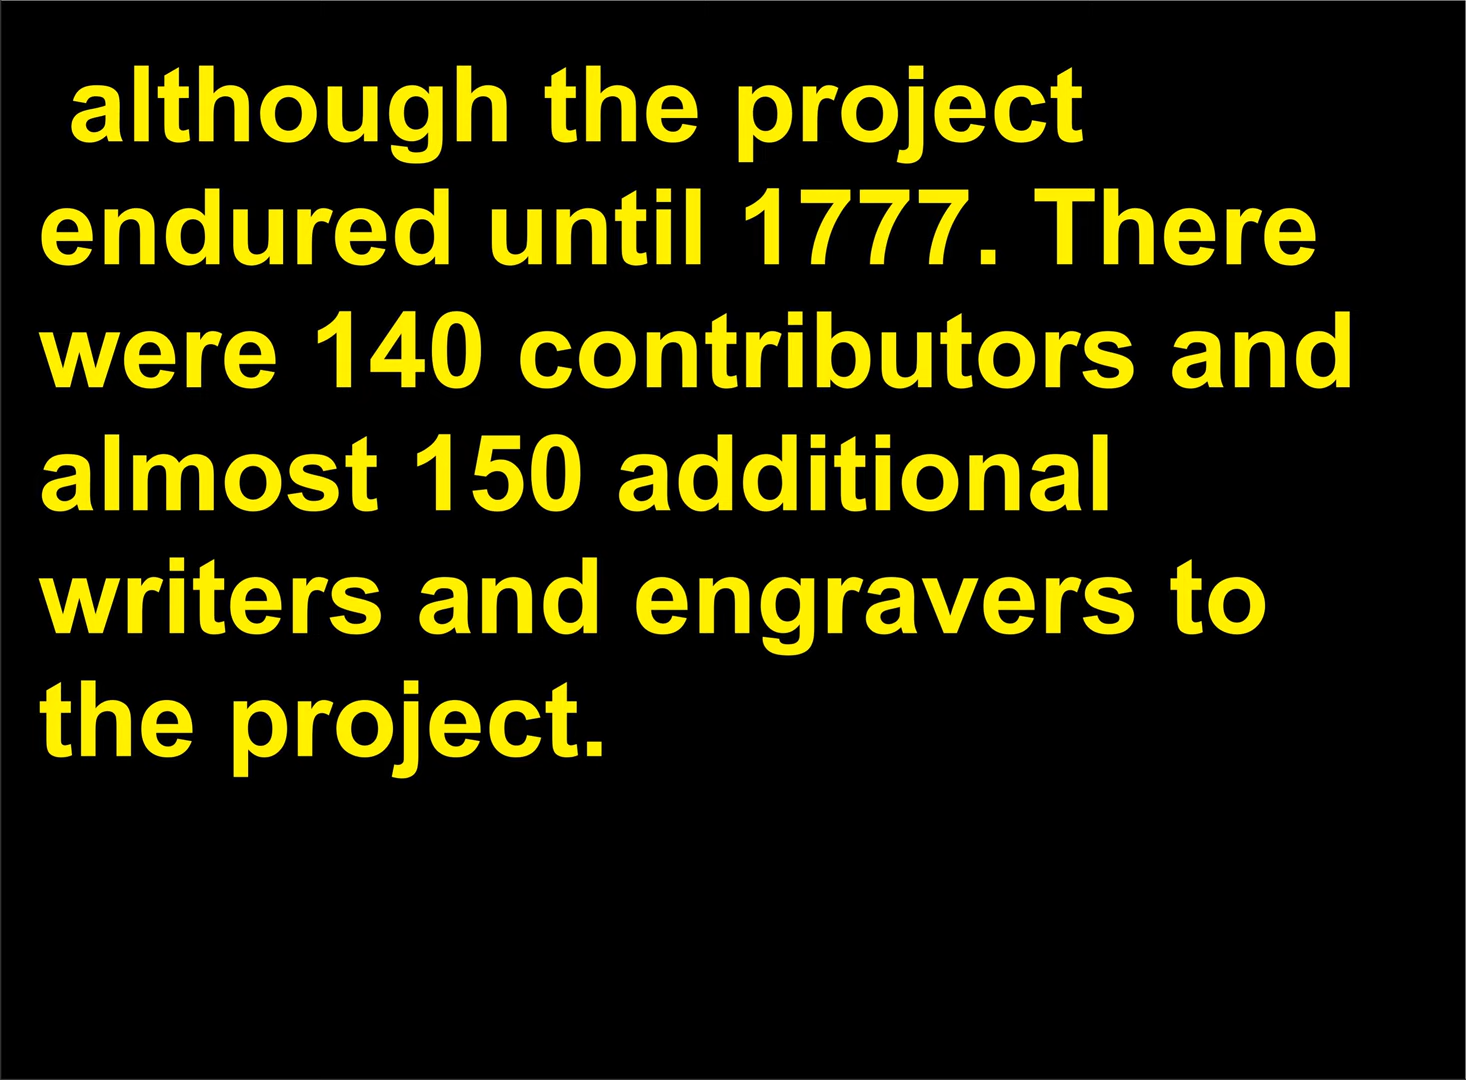 although the project
endured until 1777. There
were 140 contributors and
almost 150 additional
writers and engravers to
the project.